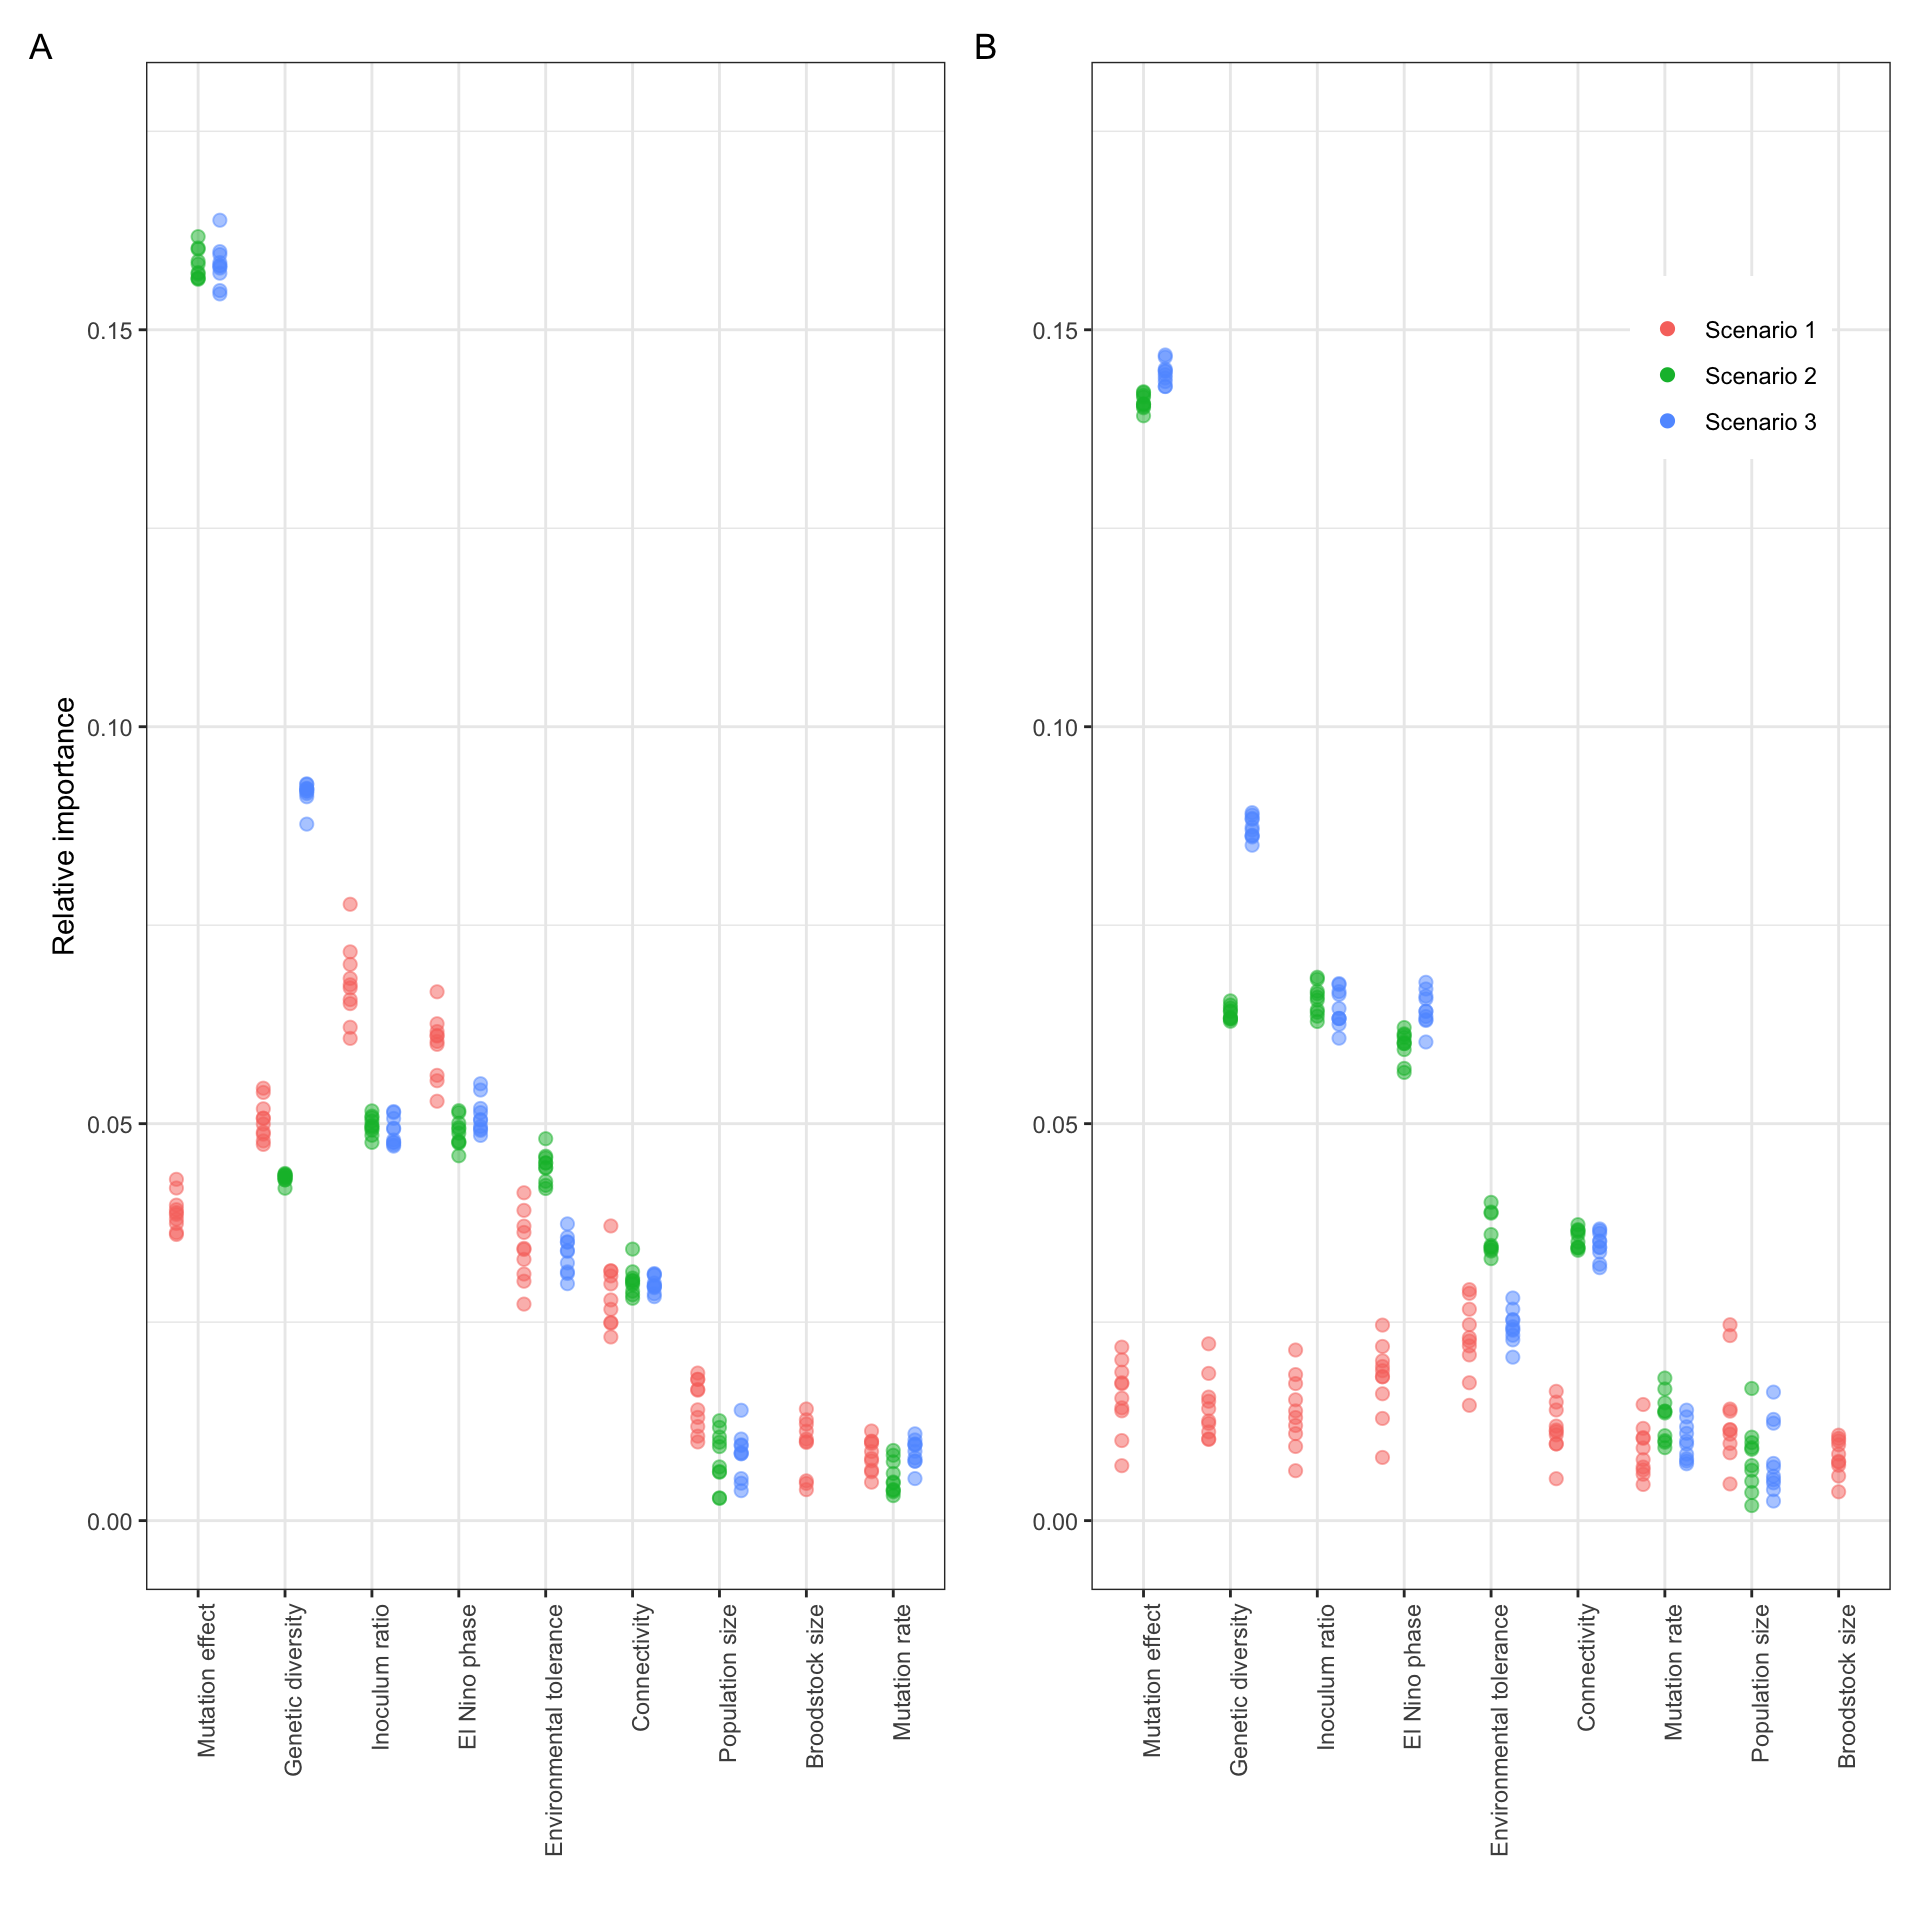 A
Relative importance
0.15
0.10
0.05
0.00
Mutation effect
Genetic diversity
Inoculum ratio
El Nino phase
Environmental tolerance
Connectivity
Population size
Broodstock size
Mutation rate
B
0.15
0.10
0.05
0.00
Scenario 1
Scenario 2
Scenario 3
Mutation effect
Genetic diversity
Inoculum ratio
El Nino phase
Environmental tolerance
Connectivity
Mutation rate
Population size
Broodstock size